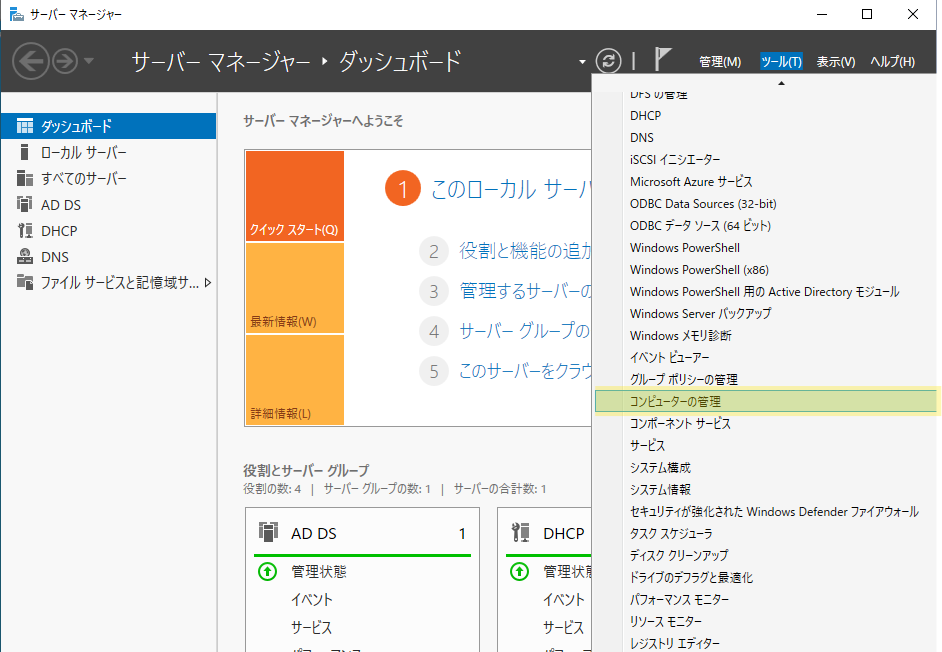 サーバー マネージャー
サーバー マネージャー ・ ダッシュボード
管理(M) ツール(T) 表示(V) ヘルプ(H)
ダッシュボード
ローカル サーバー
すべてのサーバー
AD DS
DHCP
DNS
ファイル サービスと記憶域サ...
サーバー マネージャーへようこそ
クイック スタート(Q)
最新情報(W)
詳細情報(L)
1 このローカル サーバ
2 役割と機能の追加
3 管理するサーバーの
4 サーバー グループの
5 このサーバーをクラウ
役割とサーバー グループ
役割の数: 4 | サーバー グループの数: 1 | サーバーの合計数: 1
AD DS 1
管理状態
イベント
サービス
パフォーマンス
DHCP
管理状態
イベント
サービス
DFS の管理
DHCP
DNS
iSCSI イニシエーター
Microsoft Azure サービス
ODBC Data Sources (32-bit)
ODBC データ ソース (64 ビット)
Windows PowerShell
Windows PowerShell (x86)
Windows PowerShell 用の Active Directory モジュール
Windows Server バックアップ
Windows メモリ診断
イベント ビューアー
グループ ポリシーの管理
コンピューターの管理
コンポーネント サービス
サービス
システム構成
システム情報
セキュリティが強化された Windows Defender ファイアウォール
タスク スケジューラ
ディスク クリーンアップ
ドライブのデフラグと最適化
パフォーマンス モニター
リソース モニター
レジストリ エディター